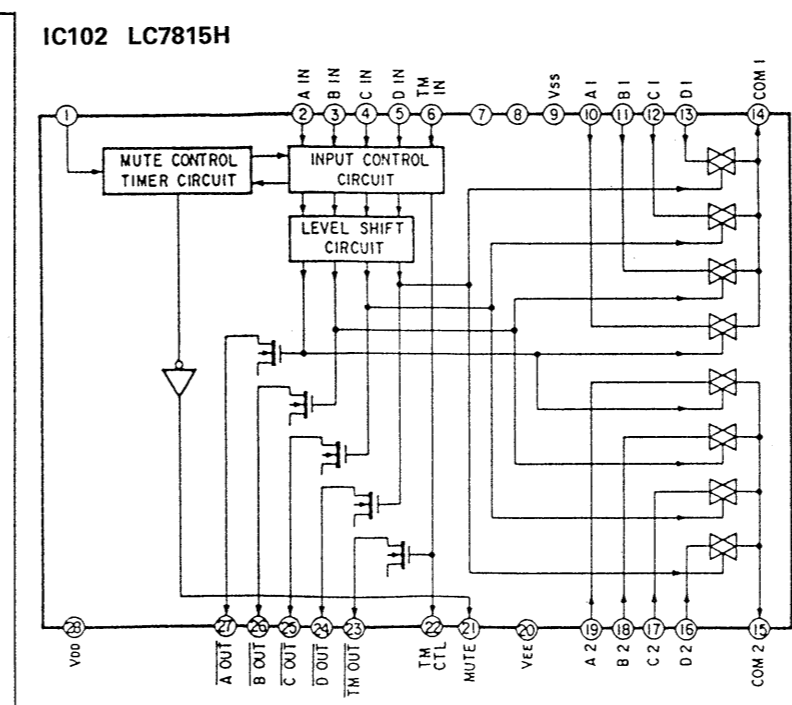 IC102 LC7815H
A IN
B IN
C IN
D IN
TM IN
VSS
A1
B1
C1
D1
COM 1
1
2
3
4
5
6
7
8
9
10
11
12
13
14
MUTE CONTROL
TIMER CIRCUIT
INPUT CONTROL
CIRCUIT
LEVEL SHIFT
CIRCUIT
28
27
26
25
24
23
22
21
20
19
18
17
16
15
VDD
A OUT
B OUT
C OUT
D OUT
TM OUT
TM CTL
MUTE
VEE
A2
B2
C2
D2
COM 2